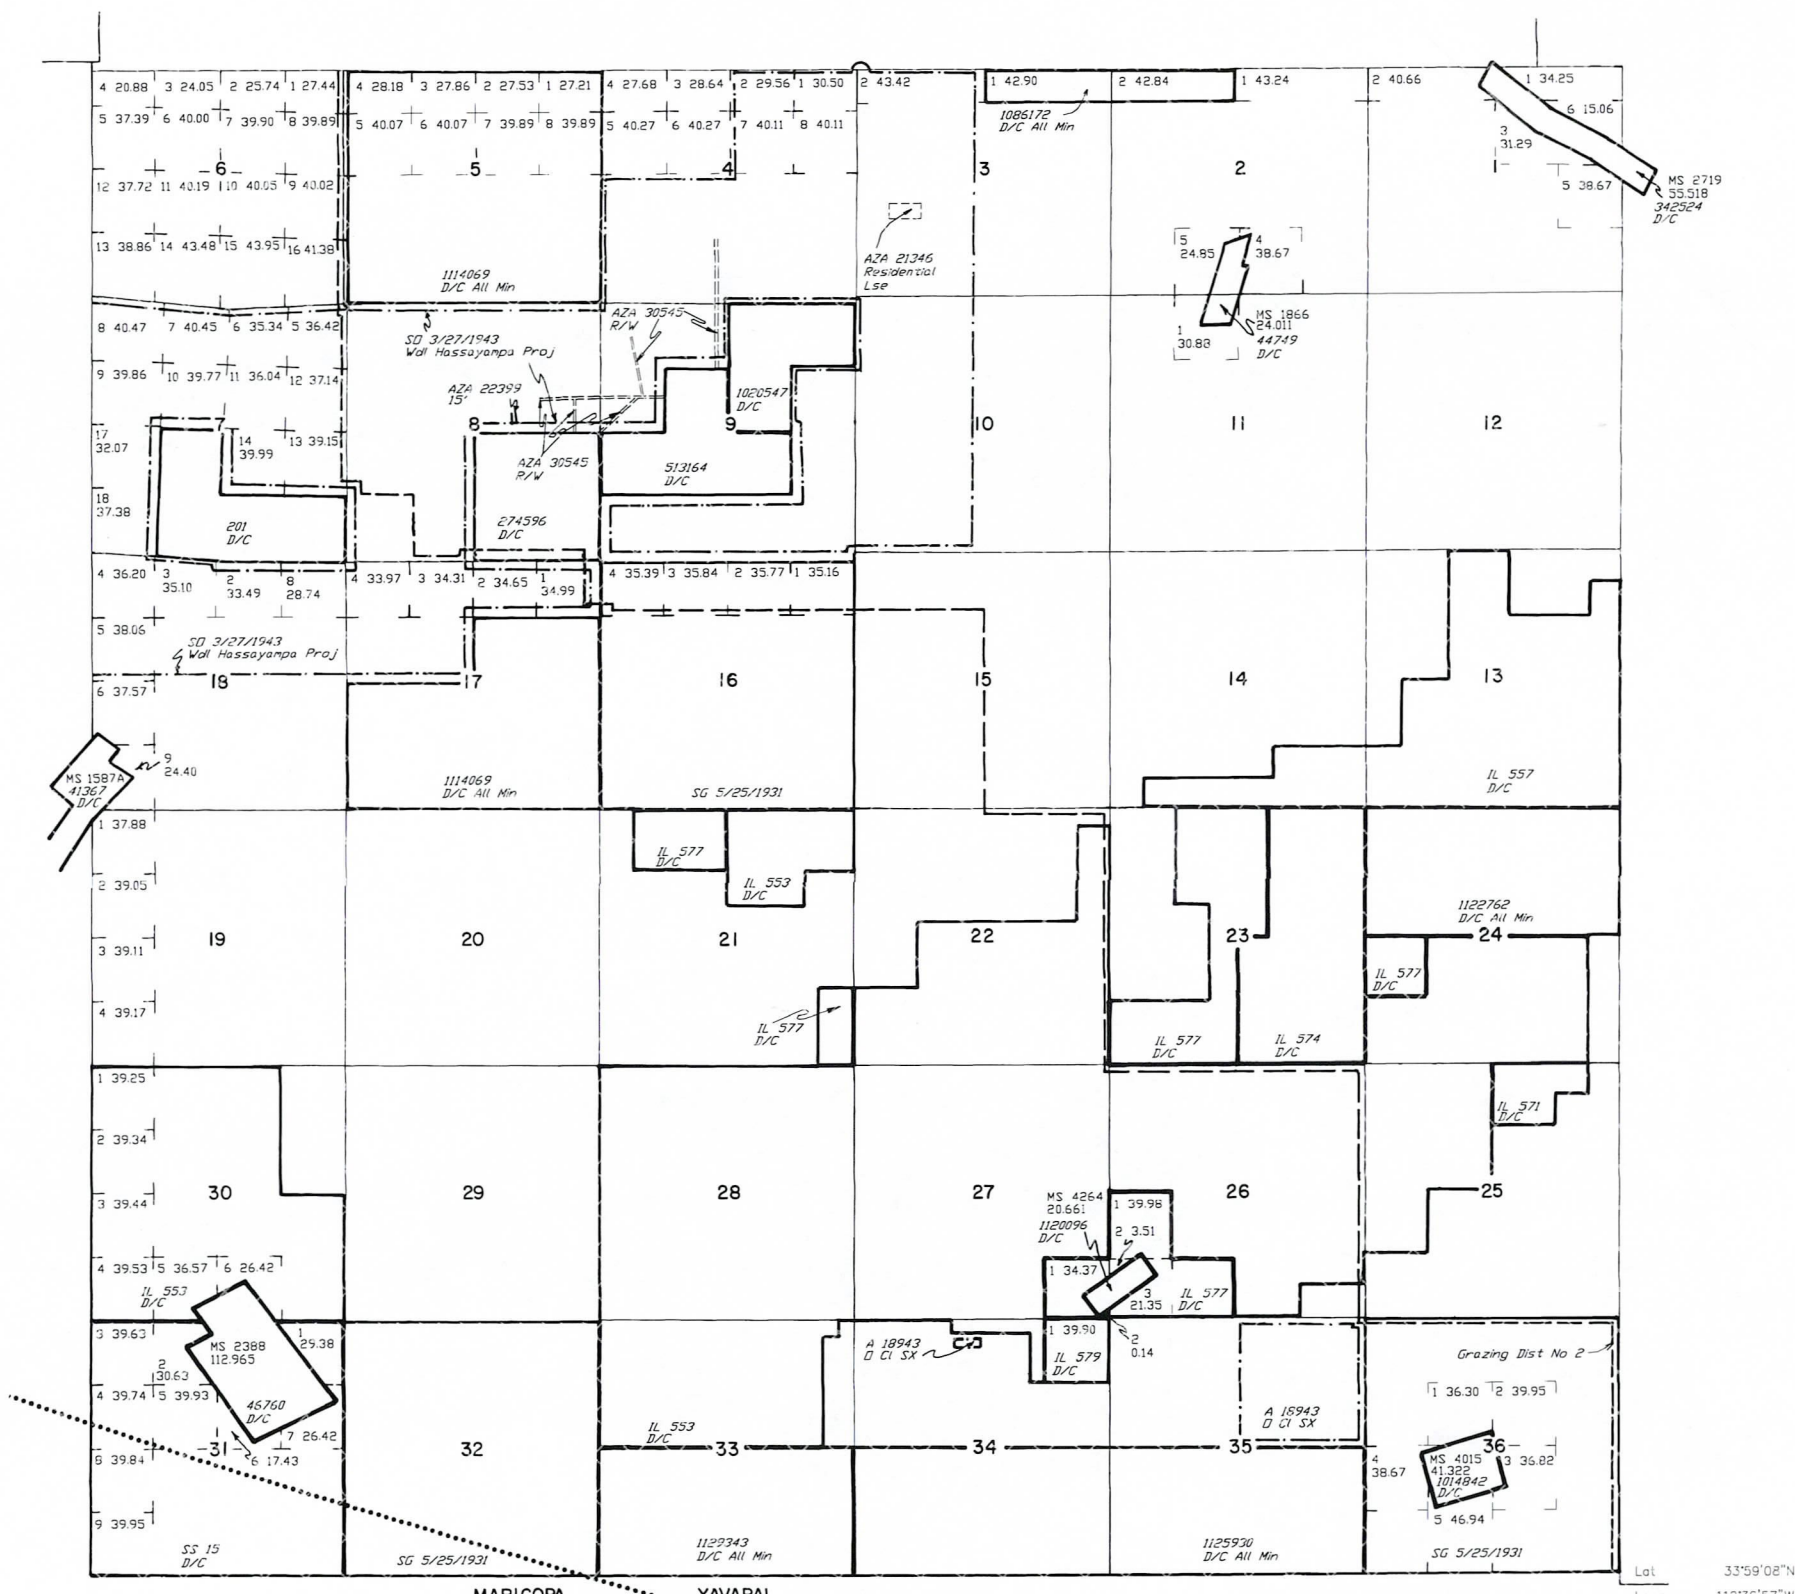 4 20.88 3 24.05 2 25.74 1 27.44
5 37.39 6 40.00 7 39.90 8 39.89
6
12 37.72 11 40.19 10 40.05 9 40.02
13 38.86 14 43.48 15 43.95 16 41.38
4 28.18 3 27.86 2 27.53 1 27.21
5 40.07 6 40.07 7 39.89 8 39.89
5
1114069
D/C All Min
4 27.68 3 28.64 2 29.56 1 30.50
5 40.27 6 40.27 7 40.11 8 40.11
4
2 43.42
1 42.90
3
1086172
D/C All Min
AZA 21346
Residential
Lse
2 42.84
1 43.24
2
5
24.85
4
38.67
2 40.66
1 34.25
6 15.06
3
31.29
5 38.67
MS 2719
55.518
342524
D/C
8 40.47 7 40.45 6 35.34 5 36.42
9 39.86 10 39.77 11 36.04 12 37.14
7
17
32.07
14
39.99
13 39.15
18
37.38
201
D/C
SO 3/27/1943
Wdl Hassayampa Proj
AZA 22399
15'
8
AZA 30545
R/W
274596
D/C
AZA 30545
R/W
1020547
D/C
9
513164
D/C
10
1
30.88
MS 1866
24.011
44749
D/C
11
12
4 36.20
3
35.10
2
33.49
8
28.74
5 38.06
SO 3/27/1943
Wdl Hassayampa Proj
6 37.57
18
9
24.40
MS 1587A
41367
D/C
4 33.97 3 34.31 2 34.65
1
34.99
17
1114069
D/C All Min
4 35.39 3 35.84 2 35.77 1 35.16
16
SG 5/25/1931
15
14
13
IL 557
D/C
1 37.88
2 39.05
19
3 39.11
4 39.17
20
IL 577
D/C
IL 553
D/C
21
IL 577
D/C
22
23
IL 577
D/C
IL 574
D/C
1122762
D/C All Min
24
IL 577
D/C
1 39.25
2 39.34
30
3 39.44
4 39.53 5 36.57 6 26.42
IL 553
D/C
29
28
27
MS 4264
20.661
1120096
D/C
1 34.37
26
1 39.98
2 3.51
3
21.35
IL 577
D/C
IL 571
D/C
25
3 39.63
MS 2388
112.965
1
29.38
2
30.63
4 39.74 5 39.93
46760
D/C
7 26.42
31
6 17.43
39.84
9 39.95
SS 15
D/C
32
SG 5/25/1931
IL 553
D/C
33
1129343
D/C All Min
A 18943
O Cl SX
1 39.90
IL 579
D/C
2
0.14
34
A 18943
O Cl SX
35
1125930
D/C All Min
Grazing Dist No 2
1 36.30 2 39.95
36
4
38.67
MS 4015
41.322
1014842
D/C
3 36.82
5 46.94
SG 5/25/1931
MARICOPA YAVAPAI
Lat 33°59'08"N